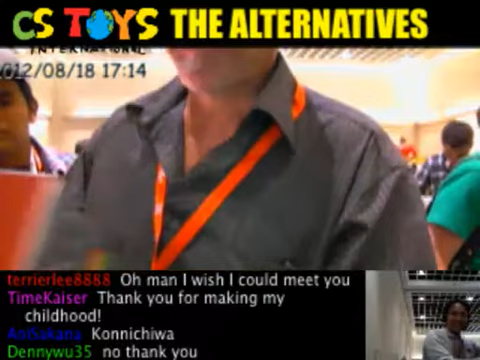 CS TOYS THE ALTERNATIVES
INTERNATIONAL
2012/08/18 17:14
terrierlee8888 Oh man I wish I could meet you
TimeKaiser Thank you for making my
childhood!
AoiSakana Konnichiwa
Dennywu35 no thank you